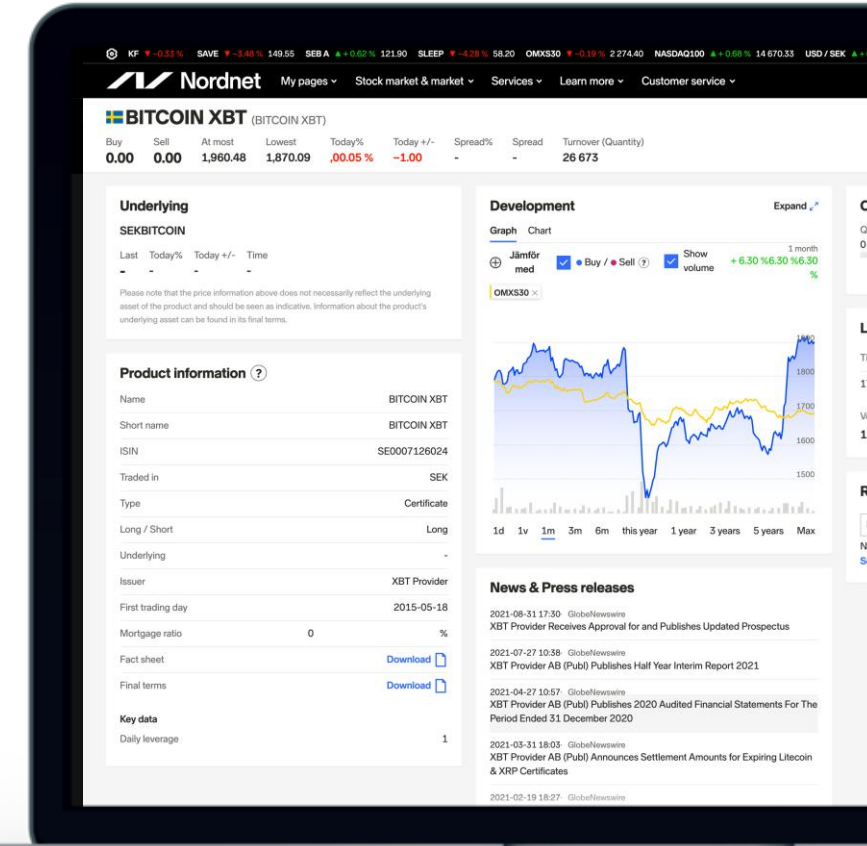 KF ▼ -0.33 % SAVE ▼ -3.48 % 149.55 SEB A ▲ + 0.62 % 121.90 SLEEP ▼ -4.28 % 58.20 OMXS30 ▼ -0.19 % 2 274.40 NASDAQ100 ▲ + 0.68 % 14 670.33 USD / SEK ▲ +
Nordnet My pages Stock market & market Services Learn more Customer service
BITCOIN XBT (BITCOIN XBT)
Buy Sell At most Lowest Today% Today +/- Spread% Spread Turnover (Quantity)
0.00 0.00 1,960.48 1,870.09 ,00.05 % −1.00 - - 26 673
Underlying
SEKBITCOIN
Last Today% Today +/- Time
- - - -
Please note that the price information above does not necessarily reflect the underlying
asset of the product and should be seen as indicative. Information about the product's
underlying asset can be found in its final terms.
Product information ?
Name BITCOIN XBT
Short name BITCOIN XBT
ISIN SE0007126024
Traded in SEK
Type Certificate
Long / Short Long
Underlying -
Issuer XBT Provider
First trading day 2015-05-18
Mortgage ratio 0 %
Fact sheet Download
Final terms Download
Key data
Daily leverage 1
Development Expand
Graph Chart
Jämför
med
Buy / Sell ?
Show
volume
1 month
+ 6.30 %6.30 %6.30
%
OMXS30 ×
1800
1700
1600
1500
1d 1v 1m 3m 6m this year 1 year 3 years 5 years Max
News & Press releases
2021-08-31 17:30· GlobeNewswire
XBT Provider Receives Approval for and Publishes Updated Prospectus
2021-07-27 10:38· GlobeNewswire
XBT Provider AB (Publ) Publishes Half Year Interim Report 2021
2021-04-27 10:57· GlobeNewswire
XBT Provider AB (Publ) Publishes 2020 Audited Financial Statements For The
Period Ended 31 December 2020
2021-03-31 18:03· GlobeNewswire
XBT Provider AB (Publ) Announces Settlement Amounts for Expiring Litecoin
& XRP Certificates
2021-02-19 18:27· GlobeNewswire